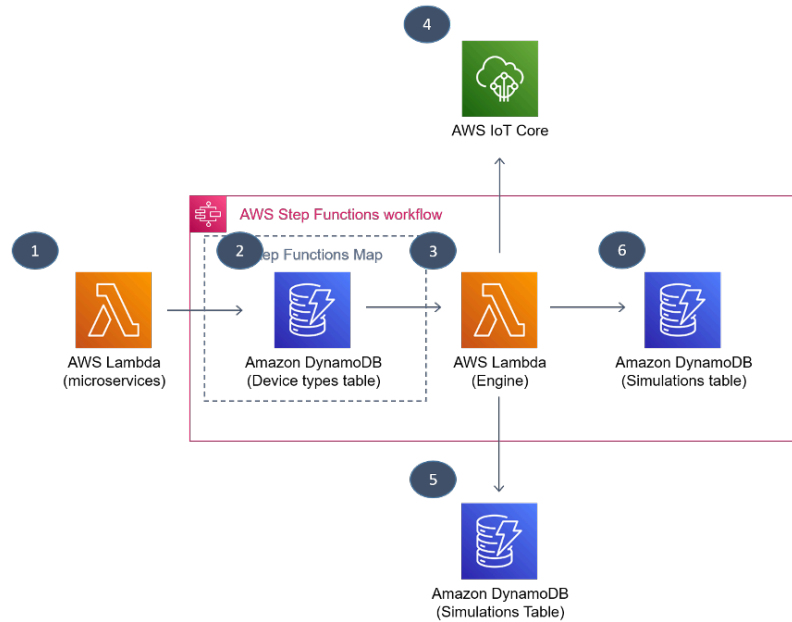 4
AWS IoT Core
AWS Step Functions workflow
1
2
tep Functions Map
3
6
AWS Lambda
(microservices)
Amazon DynamoDB
(Device types table)
AWS Lambda
(Engine)
Amazon DynamoDB
(Simulations table)
5
Amazon DynamoDB
(Simulations Table)